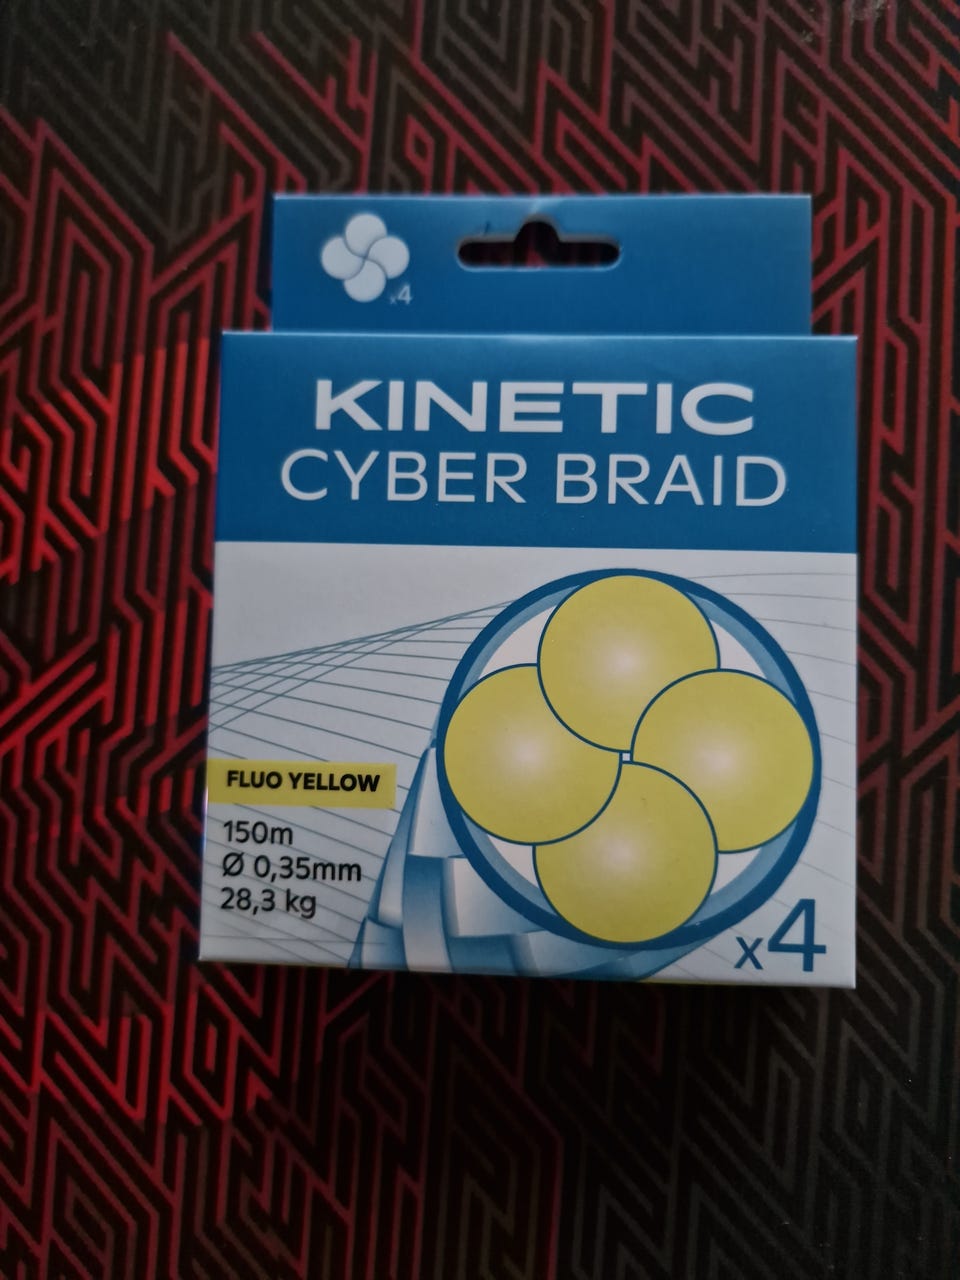 x4
KINETIC
CYBER BRAID
FLUO YELLOW
150m
Ø 0,35mm
28,3 kg
x4